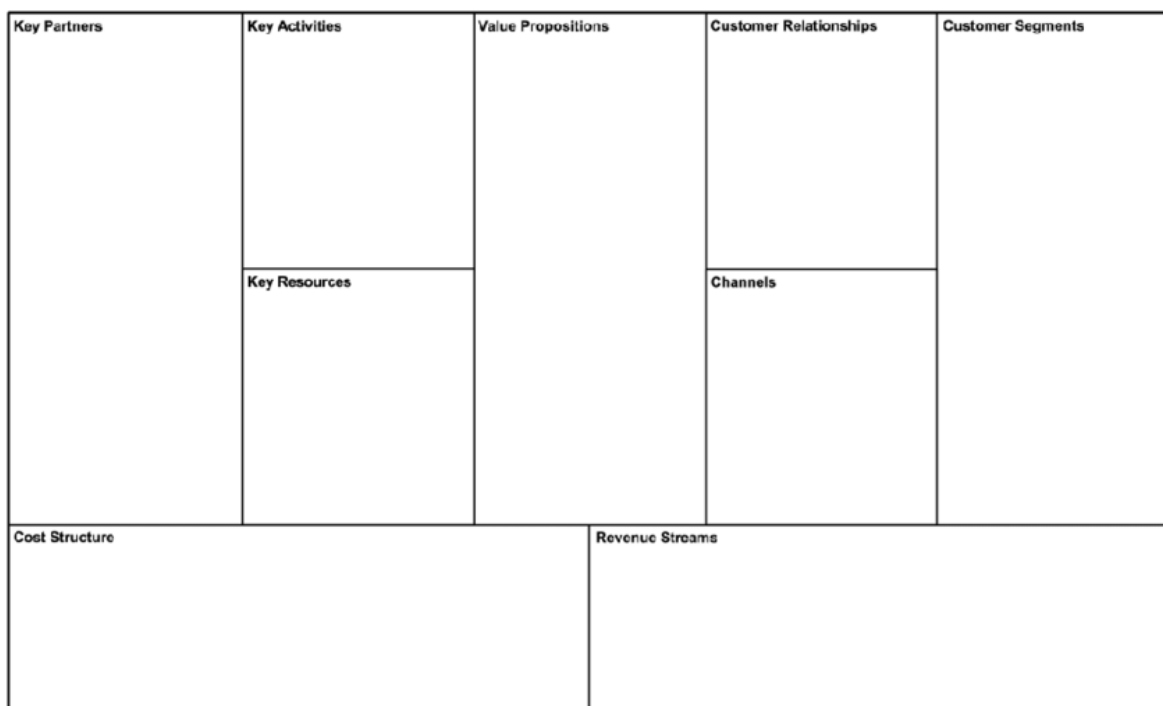 Key Partners
Key Activities
Value Propositions
Customer Relationships
Customer Segments
Key Resources
Channels
Cost Structure
Revenue Streams